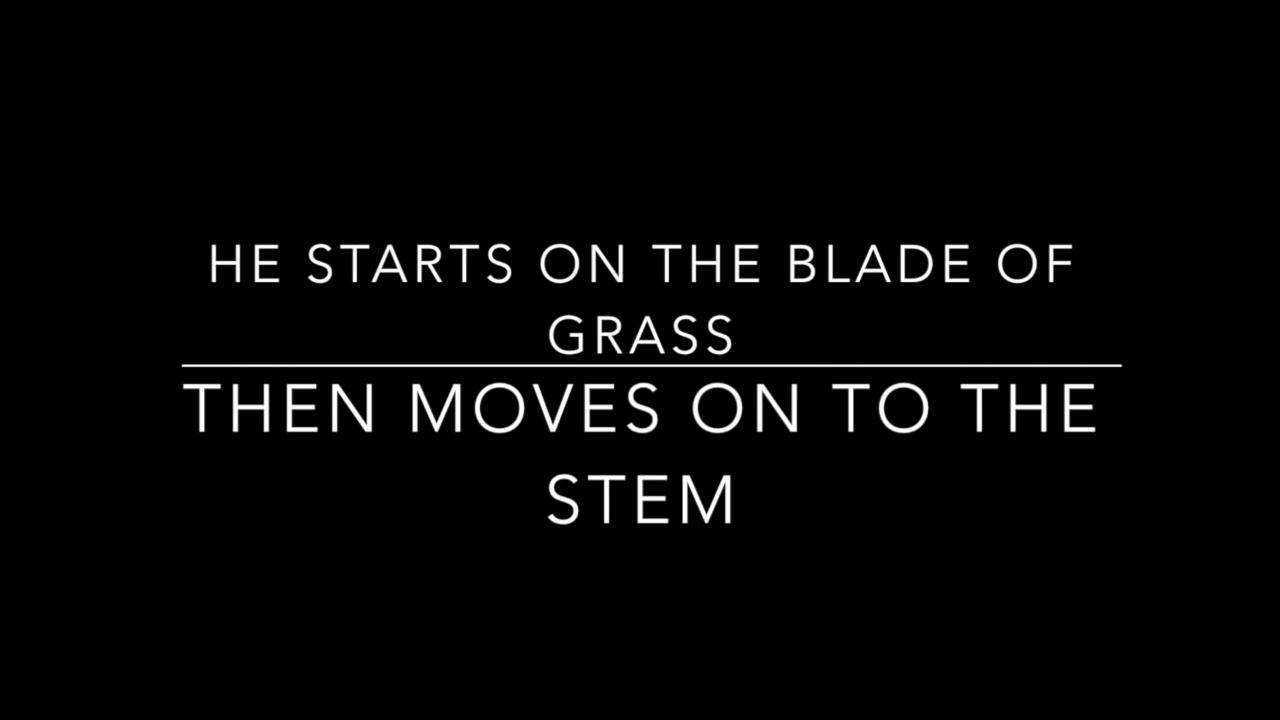 HE STARTS ON THE BLADE OF
GRASS
THEN MOVES ON TO THE
STEM